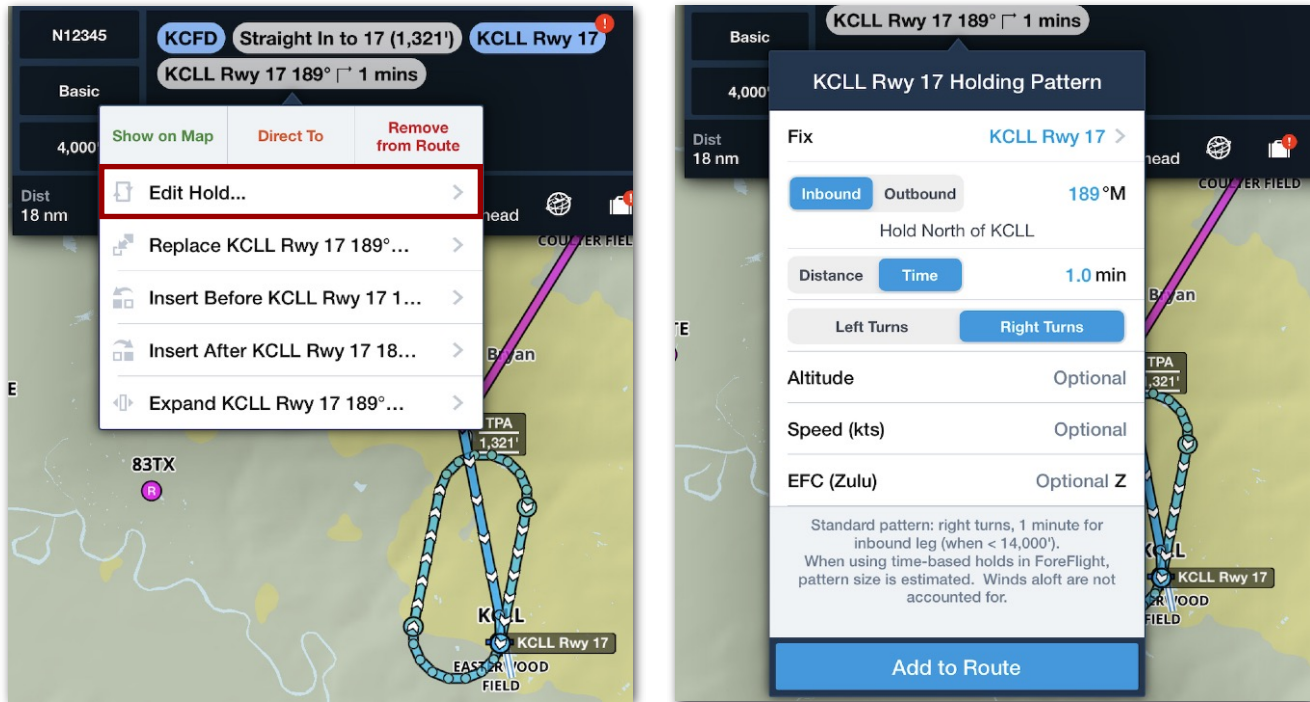 N12345
KCFD
Straight In to 17 (1,321')
KCLL Rwy 17
!
Basic
KCLL Rwy 17 189° 1 mins
4,000'
Show on Map
Direct To
Remove
from Route
Dist
18 nm
Edit Hold...
Replace KCLL Rwy 17 189°...
Insert Before KCLL Rwy 17 1...
Insert After KCLL Rwy 17 18...
Expand KCLL Rwy 17 189°...
Bryan
E
TPA
1,321'
83TX
R
KCLL
KCLL Rwy 17
FIELD
KCLL Rwy 17 189° 1 mins
Basic
4,000'
Dist
18 nm
!
COULTER FIELD
KCLL Rwy 17 Holding Pattern
Fix
KCLL Rwy 17
Inbound
Outbound
189°M
Hold North of KCLL
Distance
Time
1.0 min
Left Turns
Right Turns
Altitude
Optional
Speed (kts)
Optional
EFC (Zulu)
Optional Z
Standard pattern: right turns, 1 minute for
inbound leg (when < 14,000').
When using time-based holds in ForeFlight,
pattern size is estimated. Winds aloft are not
accounted for.
Add to Route
TPA
KCLL Rwy 17
FIELD